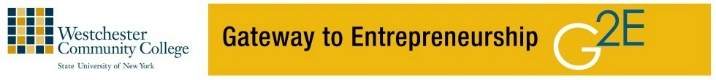 Westchester
Community College
State University of New York
Gateway to Entrepreneurship
G2E